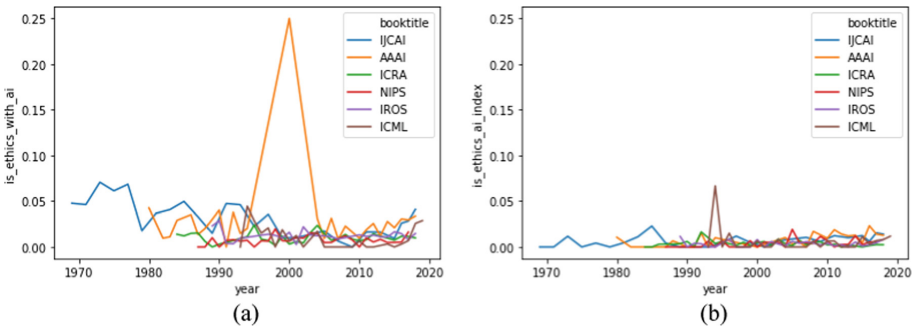 0.25
0.20
0.15
0.10
0.05
0.00
is_ethics_with_ai
booktitle
IJCAI
AAAI
ICRA
NIPS
IROS
ICML
1970 1980 1990 2000 2010 2020
year
(a)
0.25
0.20
0.15
0.10
0.05
0.00
is_ethics_ai_index
booktitle
IJCAI
AAAI
ICRA
NIPS
IROS
ICML
1970 1980 1990 2000 2010 2020
year
(b)